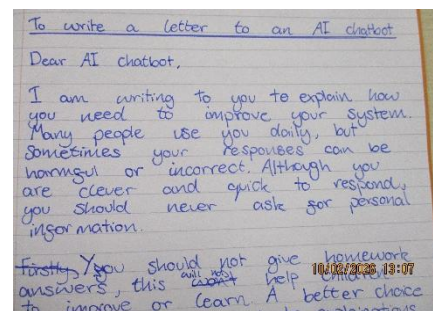 To write a letter to an AI chatbot
Dear AI chatbot,
I am writing to you to explain how
you need to improve your system.
Many people use you daily, but
sometimes your responses can be
harmful or incorrect. Although you
are clever and quick to respond,
you should never ask for personal
information.
Firstly, You should not give homework
answers, this will not help children
to improve or learn. A better choice
explanations
10/02/2026 13:07